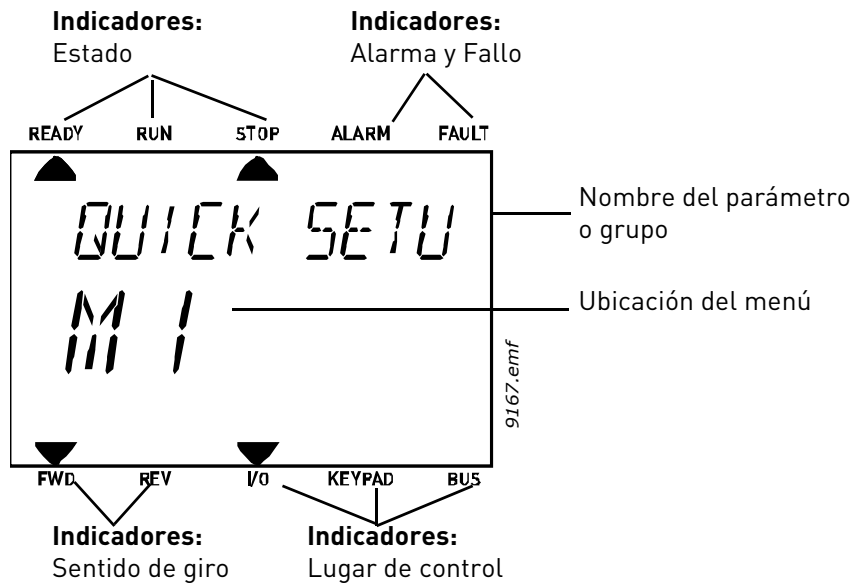 Indicadores: Indicadores:
Estado Alarma y Fallo
READY RUN STOP ALARM FAULT
QUICK SETU
Nombre del parámetro
o grupo
M1
Ubicación del menú
9167.emf
FWD REV I/O KEYPAD BUS
Indicadores: Indicadores:
Sentido de giro Lugar de control